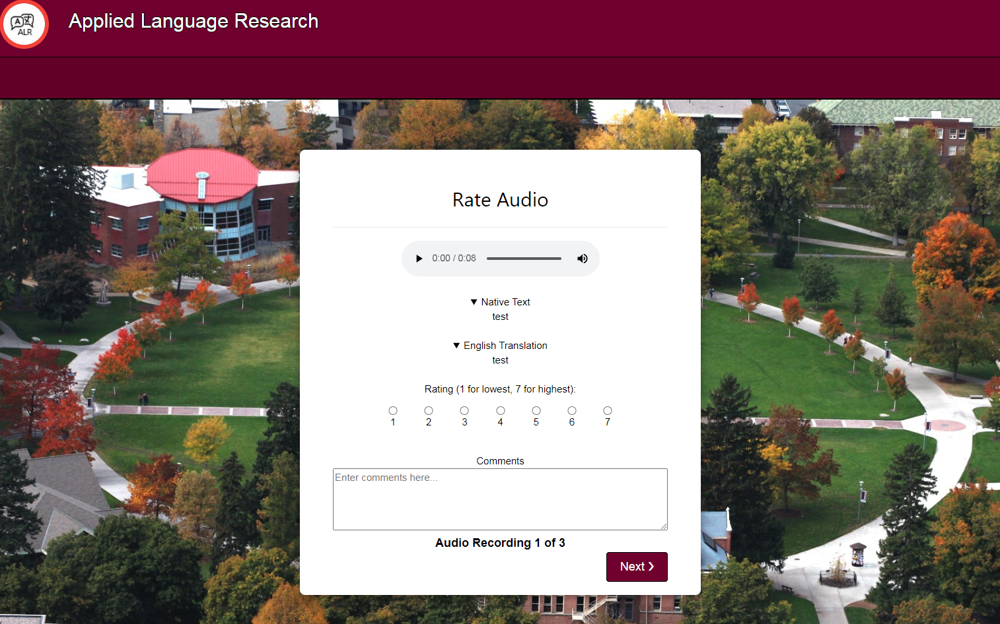 A文
ALR
Applied Language Research
Rate Audio
0:00 / 0:08
▼ Native Text
test
▼ English Translation
test
Rating (1 for lowest, 7 for highest):
1 2 3 4 5 6 7
Comments
Enter comments here...
Audio Recording 1 of 3
Next ❯